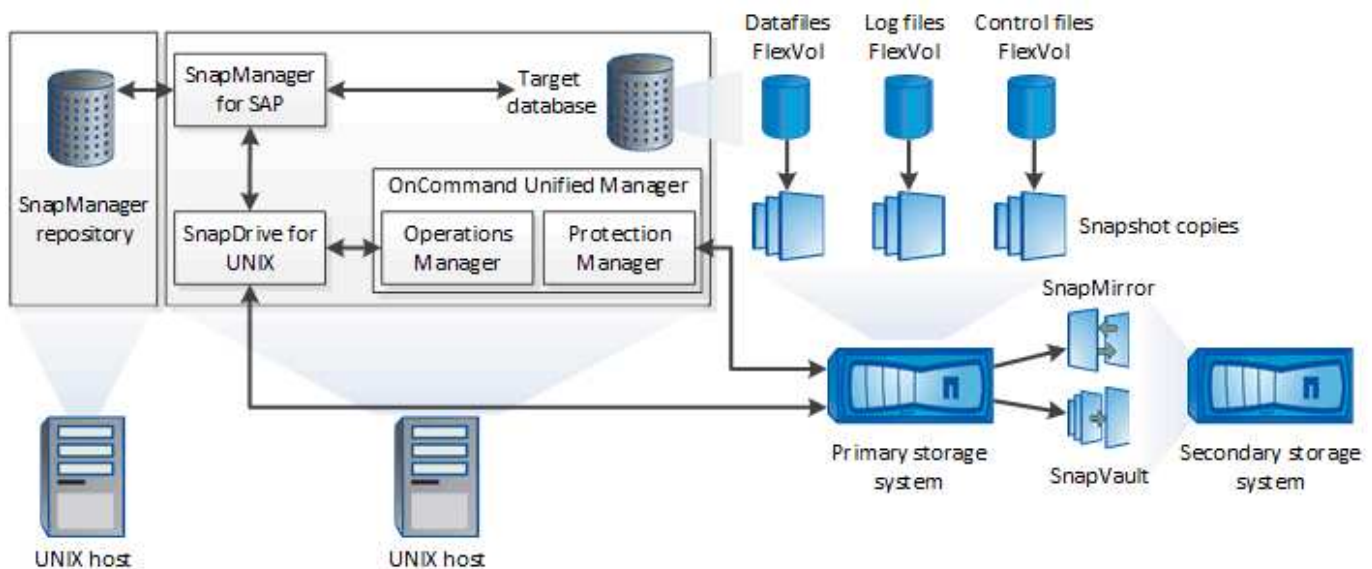 Datafiles
FlexVol
Log files
FlexVol
Control files
FlexVol
SnapManager
for SAP
Target
database
SnapManager
repository
OnCommand Unified Manager
SnapDrive for
UNIX
Operations
Manager
Protection
Manager
Snapshot copies
SnapMirror
Primary storage
system
SnapVault
Secondary storage
system
UNIX host
UNIX host